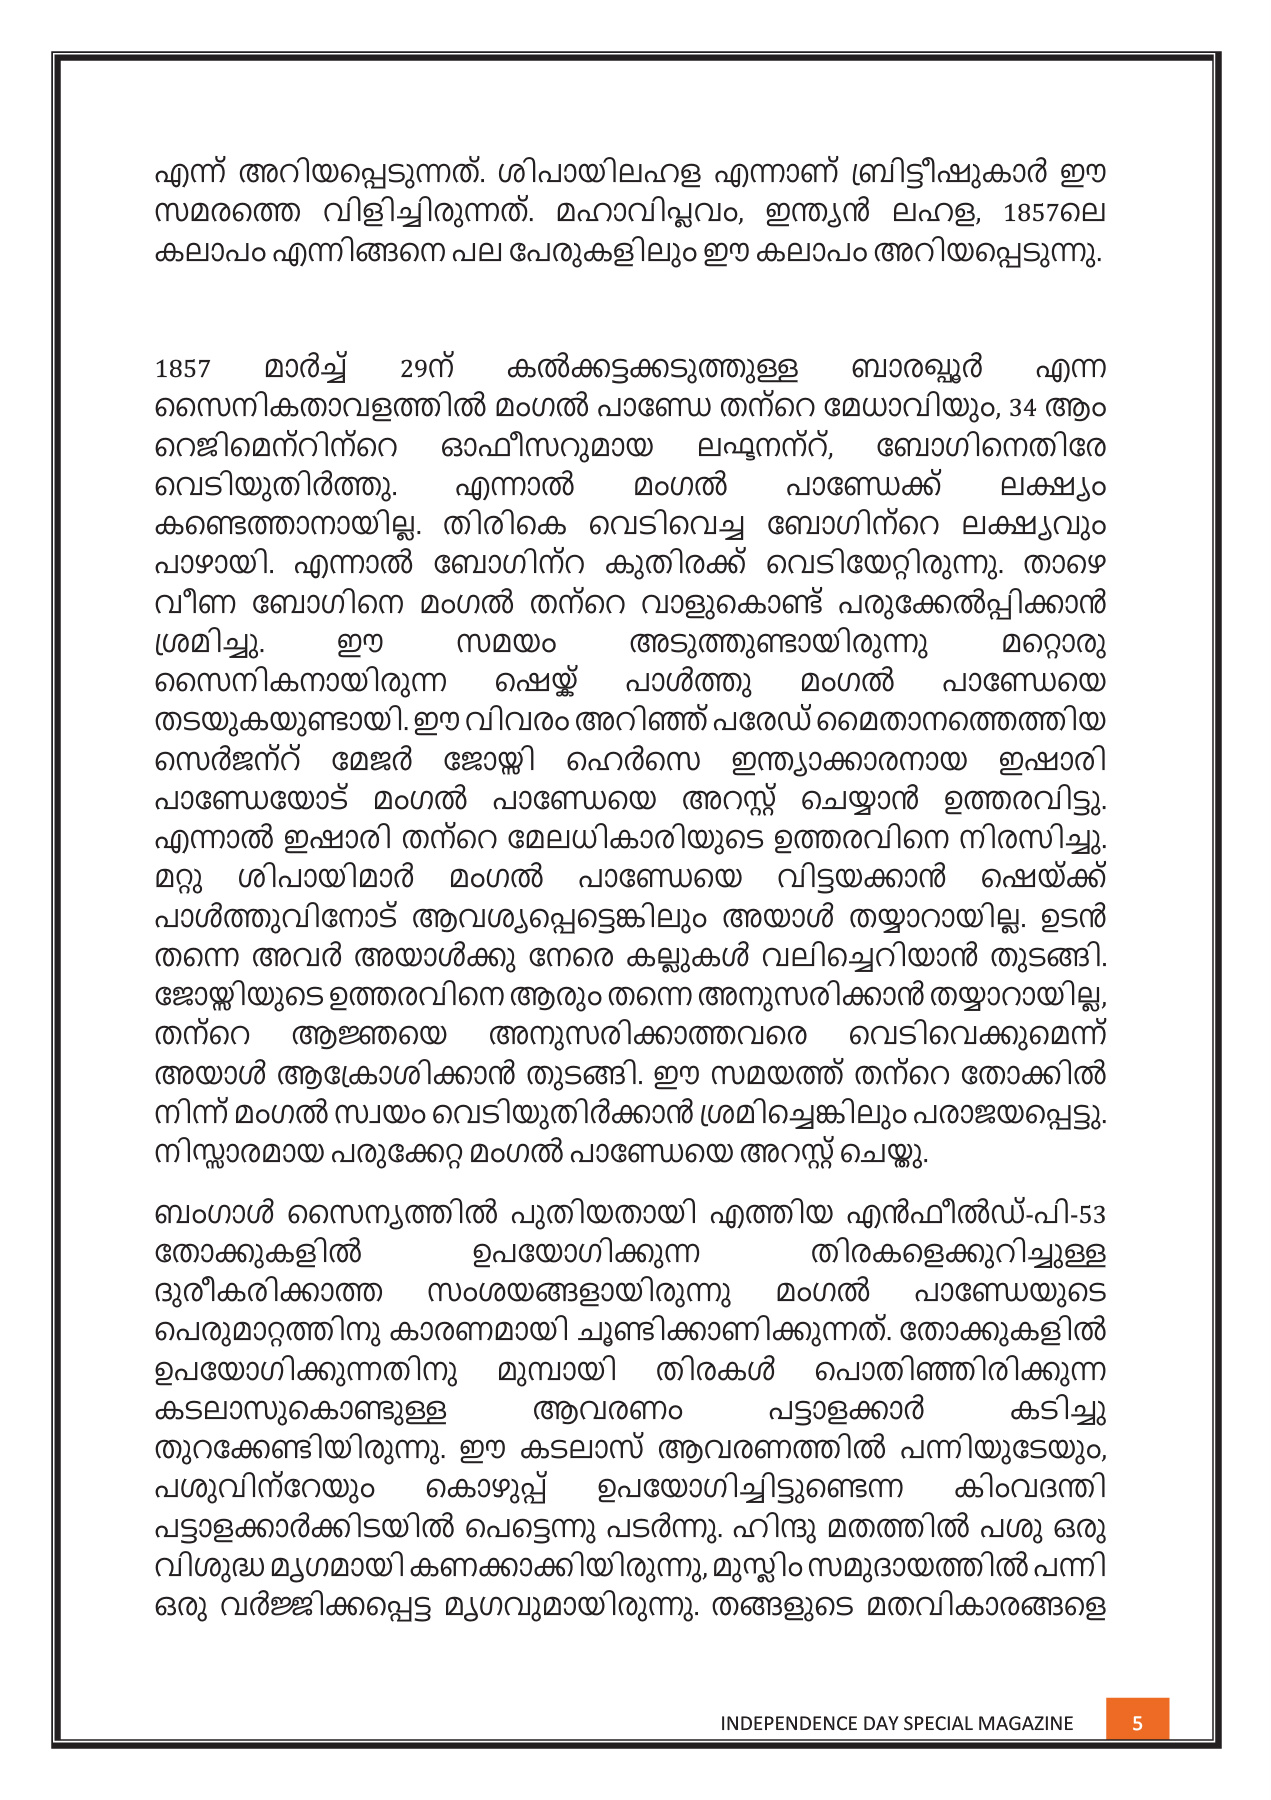 എന്ന് അറിയപ്പെടുന്നത്. ശിപായിലഹള എന്നാണ് ബ്രിട്ടീഷുകാർ ഈ
സമരത്തെ വിളിച്ചിരുന്നത്. മഹാവിപ്ലവം, ഇന്ത്യൻ ലഹള, 1857ലെ
കലാപം എന്നിങ്ങനെ പല പേരുകളിലും ഈ കലാപം അറിയപ്പെടുന്നു.
1857 മാർച്ച് 29ന് കൽക്കട്ടക്കടുത്തുള്ള ബാരഖ്പൂർ എന്ന
സൈനികതാവളത്തിൽ മംഗൽ പാണ്ഡേ തന്റെ മേധാവിയും, 34 ആം
റെജിമെന്റിന്റെ ഓഫീസറുമായ ലഫ്ടനന്റ്, ബോഗിനെതിരേ
വെടിയുതിർത്തു. എന്നാൽ മംഗൽ പാണ്ഡേക്ക് ലക്ഷ്യം
കണ്ടെത്താനായില്ല. തിരികെ വെടിവെച്ച ബോഗിന്റെ ലക്ഷ്യവും
പാഴായി. എന്നാൽ ബോഗിന്റ കുതിരക്ക് വെടിയേറ്റിരുന്നു. താഴെ
വീണ ബോഗിനെ മംഗൽ തന്റെ വാളുകൊണ്ട് പരുക്കേൽപ്പിക്കാൻ
ശ്രമിച്ചു. ഈ സമയം അടുത്തുണ്ടായിരുന്നു മറ്റൊരു
സൈനികനായിരുന്ന ഷെയ്ക് പാൾത്തു മംഗൽ പാണ്ഡേയെ
തടയുകയുണ്ടായി. ഈ വിവരം അറിഞ്ഞ് പരേഡ് മൈതാനത്തെത്തിയ
സെർജന്റ് മേജർ ജോയ്സി ഹെർസെ ഇന്ത്യാക്കാരനായ ഇഷാരി
പാണ്ഡേയോട് മംഗൽ പാണ്ഡേയെ അറസ്റ്റ് ചെയ്യാൻ ഉത്തരവിട്ടു.
എന്നാൽ ഇഷാരി തന്റെ മേലധികാരിയുടെ ഉത്തരവിനെ നിരസിച്ചു.
മറ്റു ശിപായിമാർ മംഗൽ പാണ്ഡേയെ വിട്ടയക്കാൻ ഷെയ്ക്ക്
പാൾത്തുവിനോട് ആവശ്യപ്പെട്ടെങ്കിലും അയാൾ തയ്യാറായില്ല. ഉടൻ
തന്നെ അവർ അയാൾക്കു നേരെ കല്ലുകൾ വലിച്ചെറിയാൻ തുടങ്ങി.
ജോയ്സിയുടെ ഉത്തരവിനെ ആരും തന്നെ അനുസരിക്കാൻ തയ്യാറായില്ല,
തന്റെ ആജ്ഞയെ അനുസരിക്കാത്തവരെ വെടിവെക്കുമെന്ന്
അയാൾ ആക്രോശിക്കാൻ തുടങ്ങി. ഈ സമയത്ത് തന്റെ തോക്കിൽ
നിന്ന് മംഗൽ സ്വയം വെടിയുതിർക്കാൻ ശ്രമിച്ചെങ്കിലും പരാജയപ്പെട്ടു.
നിസ്സാരമായ പരുക്കേറ്റ മംഗൽ പാണ്ഡേയെ അറസ്റ്റ് ചെയ്തു.
ബംഗാൾ സൈന്യത്തിൽ പുതിയതായി എത്തിയ എൻഫീൽഡ്-പി-53
തോക്കുകളിൽ ഉപയോഗിക്കുന്ന തിരകളെക്കുറിച്ചുള്ള
ദുരീകരിക്കാത്ത സംശയങ്ങളായിരുന്നു മംഗൽ പാണ്ഡേയുടെ
പെരുമാറ്റത്തിനു കാരണമായി ചൂണ്ടിക്കാണിക്കുന്നത്. തോക്കുകളിൽ
ഉപയോഗിക്കുന്നതിനു മുമ്പായി തിരകൾ പൊതിഞ്ഞിരിക്കുന്ന
കടലാസുകൊണ്ടുള്ള ആവരണം പട്ടാളക്കാർ കടിച്ചു
തുറക്കേണ്ടിയിരുന്നു. ഈ കടലാസ് ആവരണത്തിൽ പന്നിയുടേയും,
പശുവിന്റേയും കൊഴുപ്പ് ഉപയോഗിച്ചിട്ടുണ്ടെന്ന കിംവദന്തി
പട്ടാളക്കാർക്കിടയിൽ പെട്ടെന്നു പടർന്നു. ഹിന്ദു മതത്തിൽ പശു ഒരു
വിശുദ്ധ മൃഗമായി കണക്കാക്കിയിരുന്നു, മുസ്ലിം സമുദായത്തിൽ പന്നി
ഒരു വർജ്ജിക്കപ്പെട്ട മൃഗവുമായിരുന്നു. തങ്ങളുടെ മതവികാരങ്ങളെ
INDEPENDENCE DAY SPECIAL MAGAZINE 5